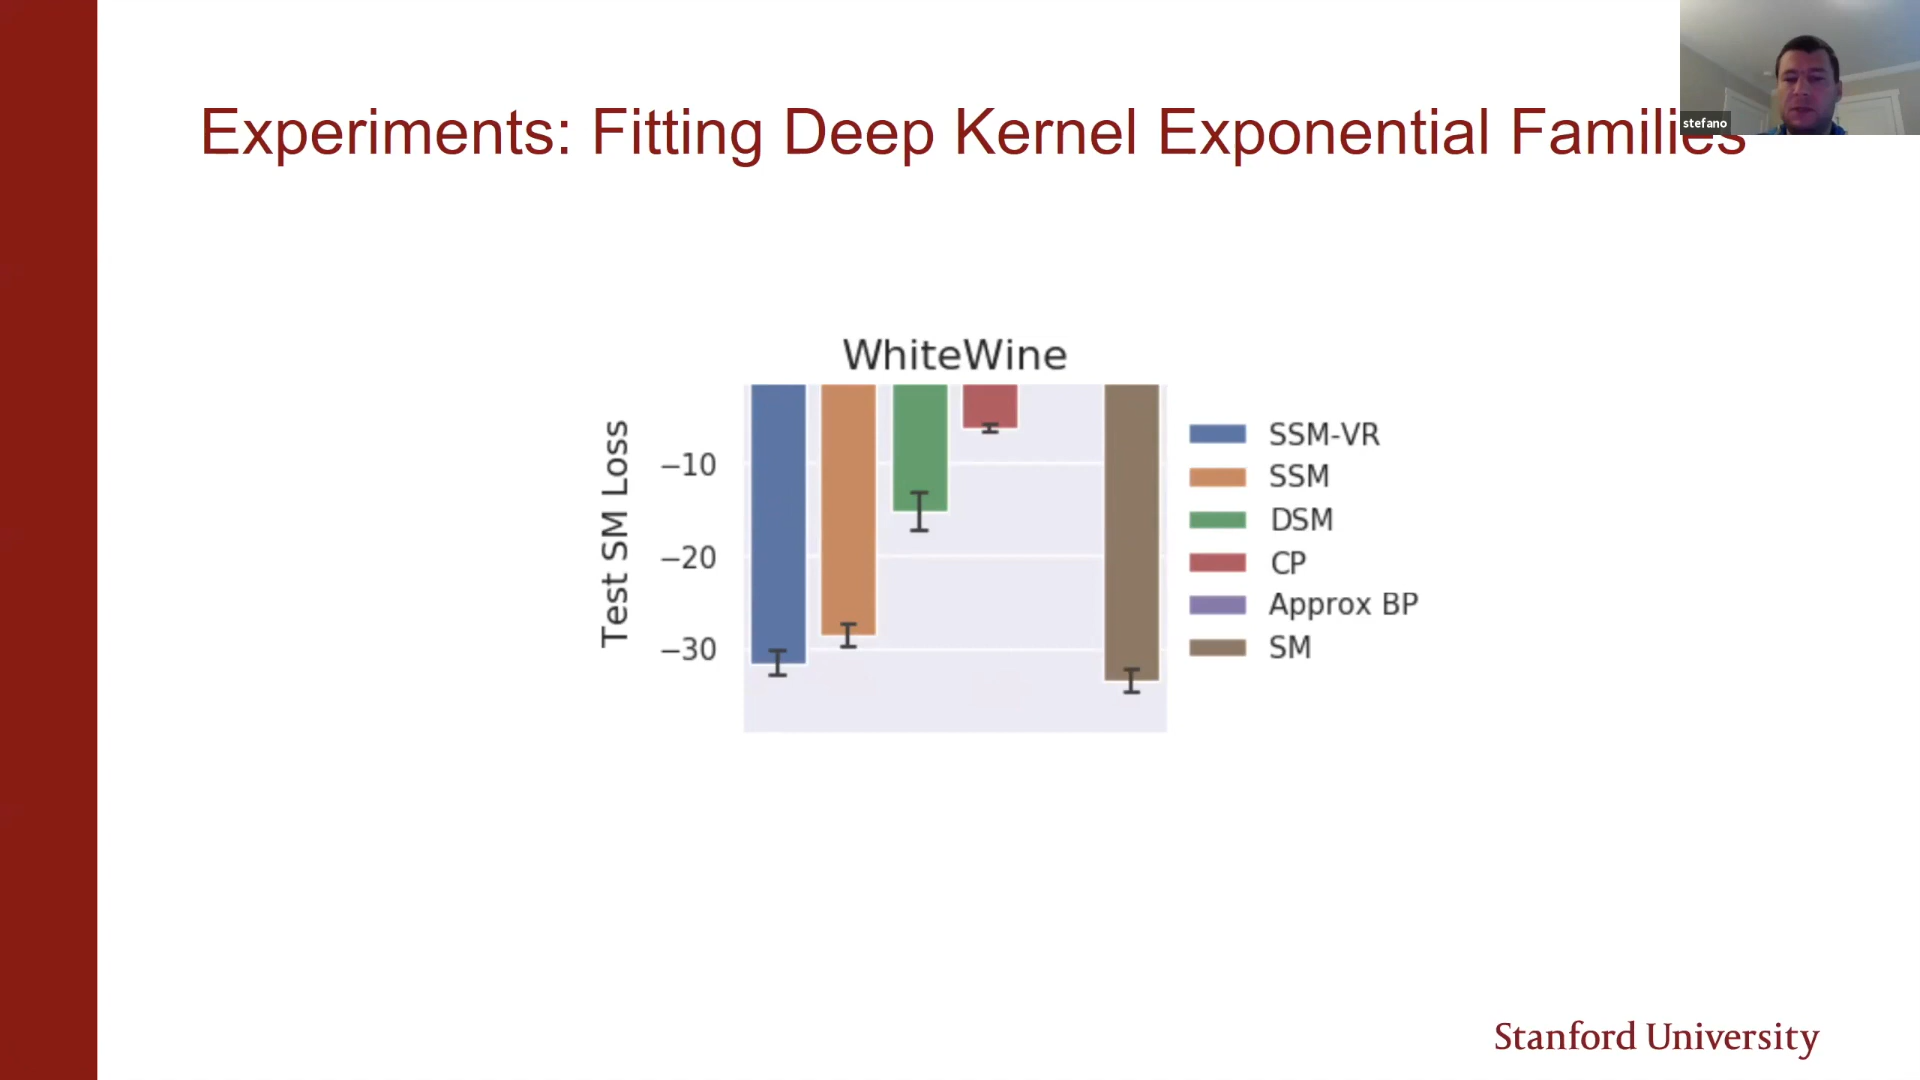 stefano
Experiments: Fitting Deep Kernel Exponential Families
WhiteWine
Test SM Loss
−10
−20
−30
SSM-VR
SSM
DSM
CP
Approx BP
SM
Stanford University